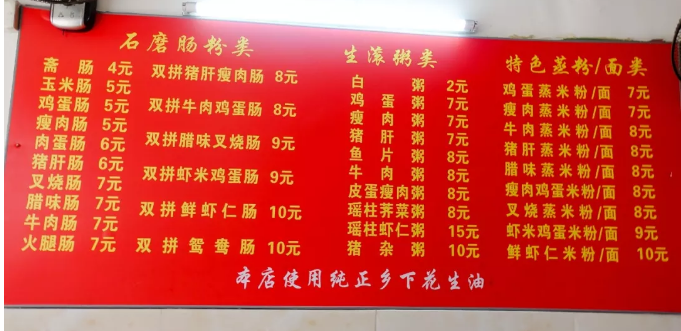 石磨肠粉类
斋肠 4元
玉米肠 5元
鸡蛋肠 5元
瘦肉肠 5元
肉蛋肠 6元
猪肝肠 6元
叉烧肠 7元
腊味肠 7元
牛肉肠 7元
火腿肠 7元
双拼猪肝瘦肉肠 8元
双拼牛肉鸡蛋肠 8元
双拼腊味叉烧肠 9元
双拼虾米鸡蛋肠 9元
双拼鲜虾仁肠 10元
双拼鸳鸯肠 10元
生滚粥类
白粥 2元
鸡蛋粥 7元
瘦肉粥 7元
猪肝粥 7元
鱼片粥 8元
牛肉粥 8元
皮蛋瘦肉粥 8元
瑶柱荞菜粥 8元
瑶柱虾仁粥 15元
猪杂粥 10元
特色蒸粉/面类
鸡蛋蒸米粉/面 7元
瘦肉蒸米粉/面 7元
牛肉蒸米粉/面 8元
猪肝蒸米粉/面 8元
腊味蒸米粉/面 8元
瘦肉鸡蛋米粉/面 8元
叉烧蒸米粉/面 8元
虾米鸡蛋米粉/面 9元
鲜虾仁米粉/面 10元
本店使用纯正乡下花生油